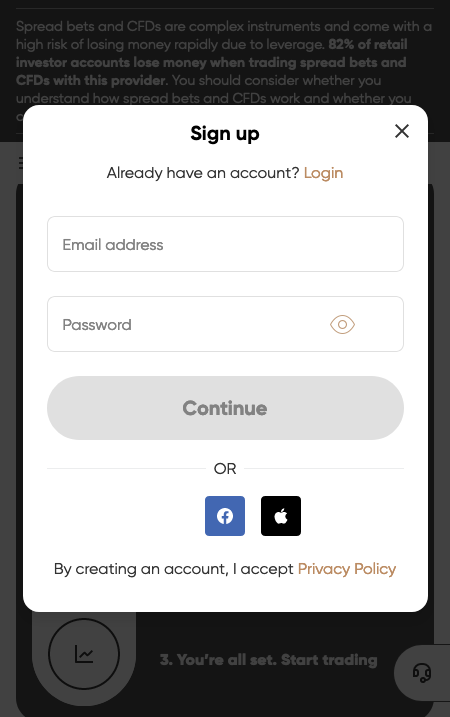 Spread bets and CFDs are complex instruments and come with a
high risk of losing money rapidly due to leverage. 82% of retail
investor accounts lose money when trading spread bets and
CFDs with this provider. You should consider whether you
understand how spread bets and CFDs work and whether you
Sign up
Already have an account? Login
Email address
Password
Continue
OR
By creating an account, I accept Privacy Policy
3. You’re all set. Start trading